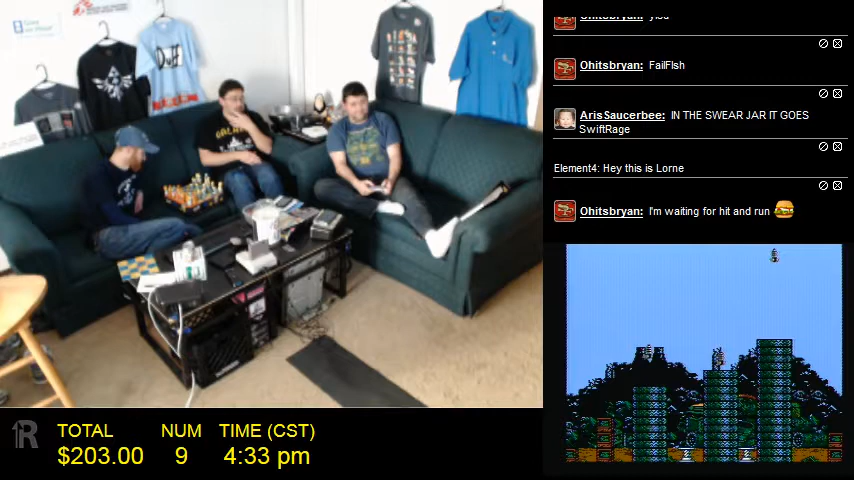 Duff
Ohitsbryan:
Ohitsbryan: FailFish
ArisSaucerbee: IN THE SWEAR JAR IT GOES
SwiftRage
Element4: Hey this is Lorne
Ohitsbryan: I'm waiting for hit and run
R
TOTAL NUM TIME (CST)
$203.00 9 4:33 pm